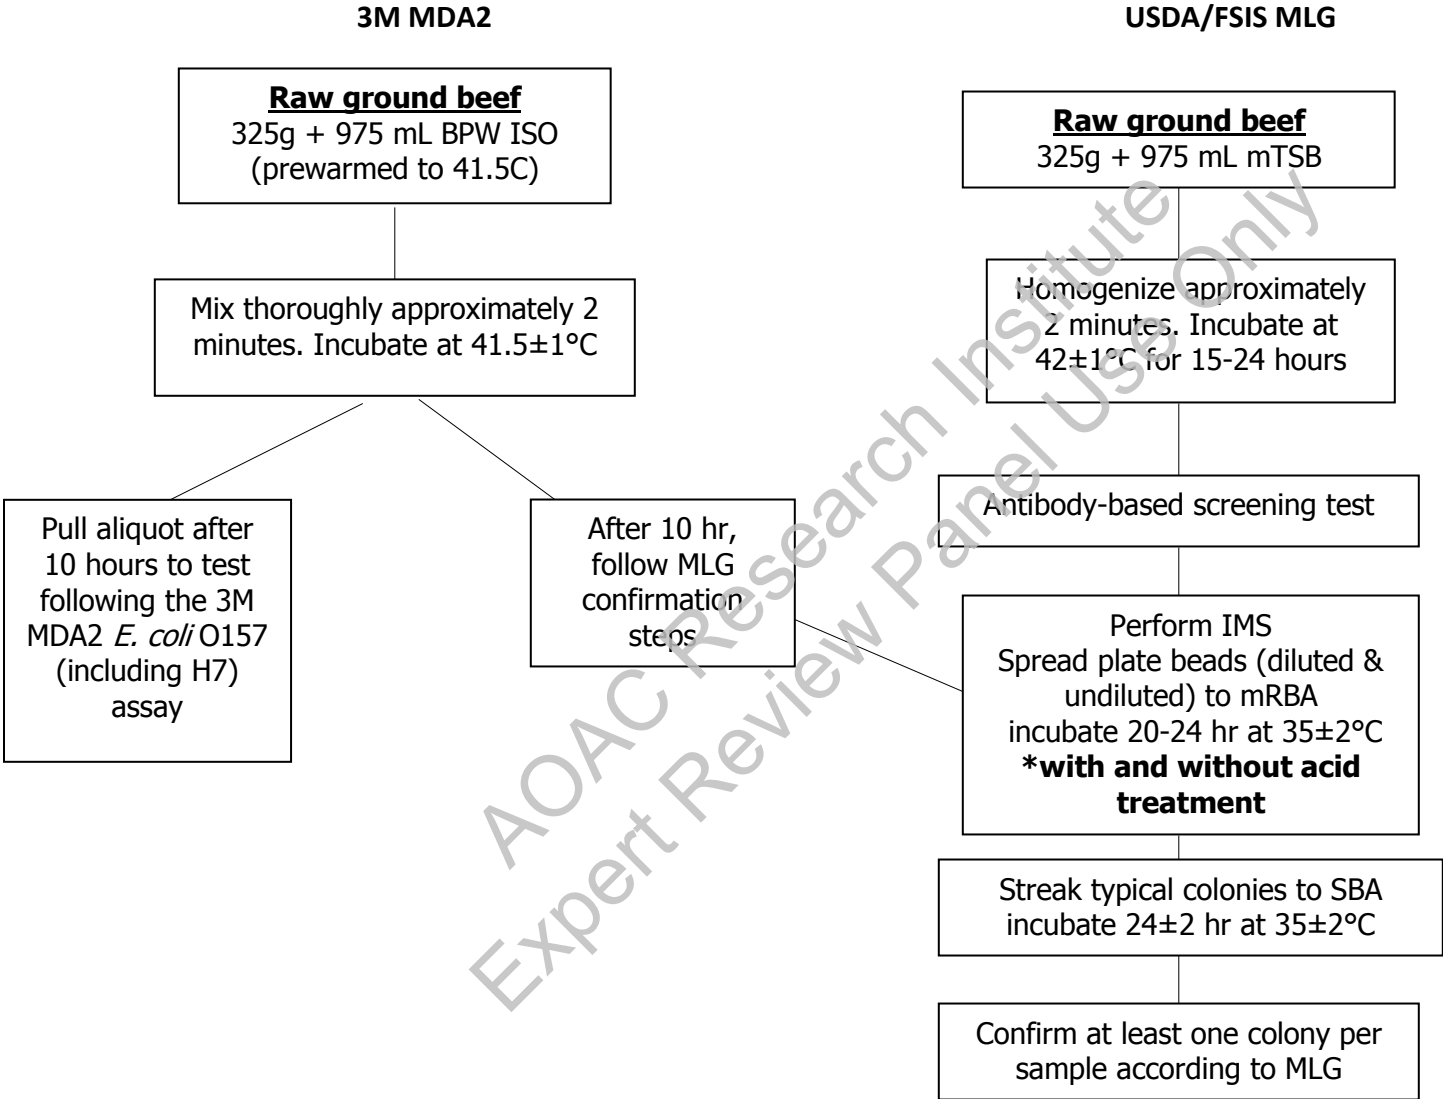 3M MDA2
USDA/FSIS MLG
Raw ground beef
325g + 975 mL BPW ISO
(prewarmed to 41.5C)
Mix thoroughly approximately 2
minutes. Incubate at 41.5±1°C
Pull aliquot after
10 hours to test
following the 3M
MDA2 E. coli O157
(including H7)
assay
After 10 hr,
follow MLG
confirmation
steps
Raw ground beef
325g + 975 mL mTSB
Homogenize approximately
2 minutes. Incubate at
42±1°C for 15-24 hours
Antibody-based screening test
Perform IMS
Spread plate beads (diluted &
undiluted) to mRBA
incubate 20-24 hr at 35±2°C
*with and without acid
treatment
Streak typical colonies to SBA
incubate 24±2 hr at 35±2°C
Confirm at least one colony per
sample according to MLG
AOAC Research Institute
Expert Review Panel Use Only